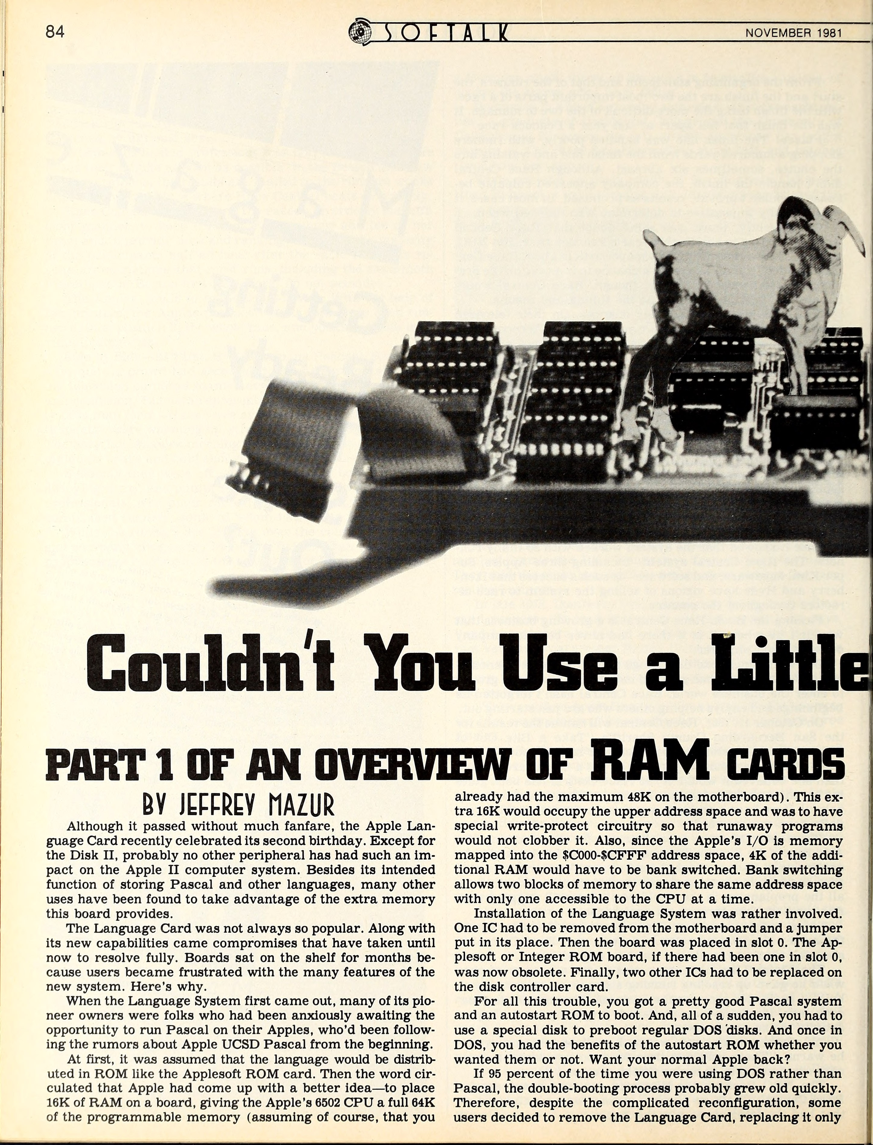 84
SOFTALK
NOVEMBER 1981
Couldn't You Use a Little
PART 1 OF AN OVERVIEW OF RAM CARDS
BY JEFFREY MAZUR
Although it passed without much fanfare, the Apple Lan-
guage Card recently celebrated its second birthday. Except for
the Disk II, probably no other peripheral has had such an im-
pact on the Apple II computer system. Besides its intended
function of storing Pascal and other languages, many other
uses have been found to take advantage of the extra memory
this board provides.
The Language Card was not always so popular. Along with
its new capabilities came compromises that have taken until
now to resolve fully. Boards sat on the shelf for months be-
cause users became frustrated with the many features of the
new system. Here's why.
When the Language System first came out, many of its pio-
neer owners were folks who had been anxiously awaiting the
opportunity to run Pascal on their Apples, who'd been follow-
ing the rumors about Apple UCSD Pascal from the beginning.
At first, it was assumed that the language would be distrib-
uted in ROM like the Applesoft ROM card. Then the word cir-
culated that Apple had come up with a better idea—to place
16K of RAM on a board, giving the Apple's 6502 CPU a full 64K
of the programmable memory (assuming of course, that you
already had the maximum 48K on the motherboard). This ex-
tra 16K would occupy the upper address space and was to have
special write-protect circuitry so that runaway programs
would not clobber it. Also, since the Apple's I/O is memory
mapped into the $C000-$CFFF address space, 4K of the addi-
tional RAM would have to be bank switched. Bank switching
allows two blocks of memory to share the same address space
with only one accessible to the CPU at a time.
Installation of the Language System was rather involved.
One IC had to be removed from the motherboard and a jumper
put in its place. Then the board was placed in slot 0. The Ap-
plesoft or Integer ROM board, if there had been one in slot 0,
was now obsolete. Finally, two other ICs had to be replaced on
the disk controller card.
For all this trouble, you got a pretty good Pascal system
and an autostart ROM to boot. And, all of a sudden, you had to
use a special disk to preboot regular DOS disks. And once in
DOS, you had the benefits of the autostart ROM whether you
wanted them or not. Want your normal Apple back?
If 95 percent of the time you were using DOS rather than
Pascal, the double-booting process probably grew old quickly.
Therefore, despite the complicated reconfiguration, some
users decided to remove the Language Card, replacing it only